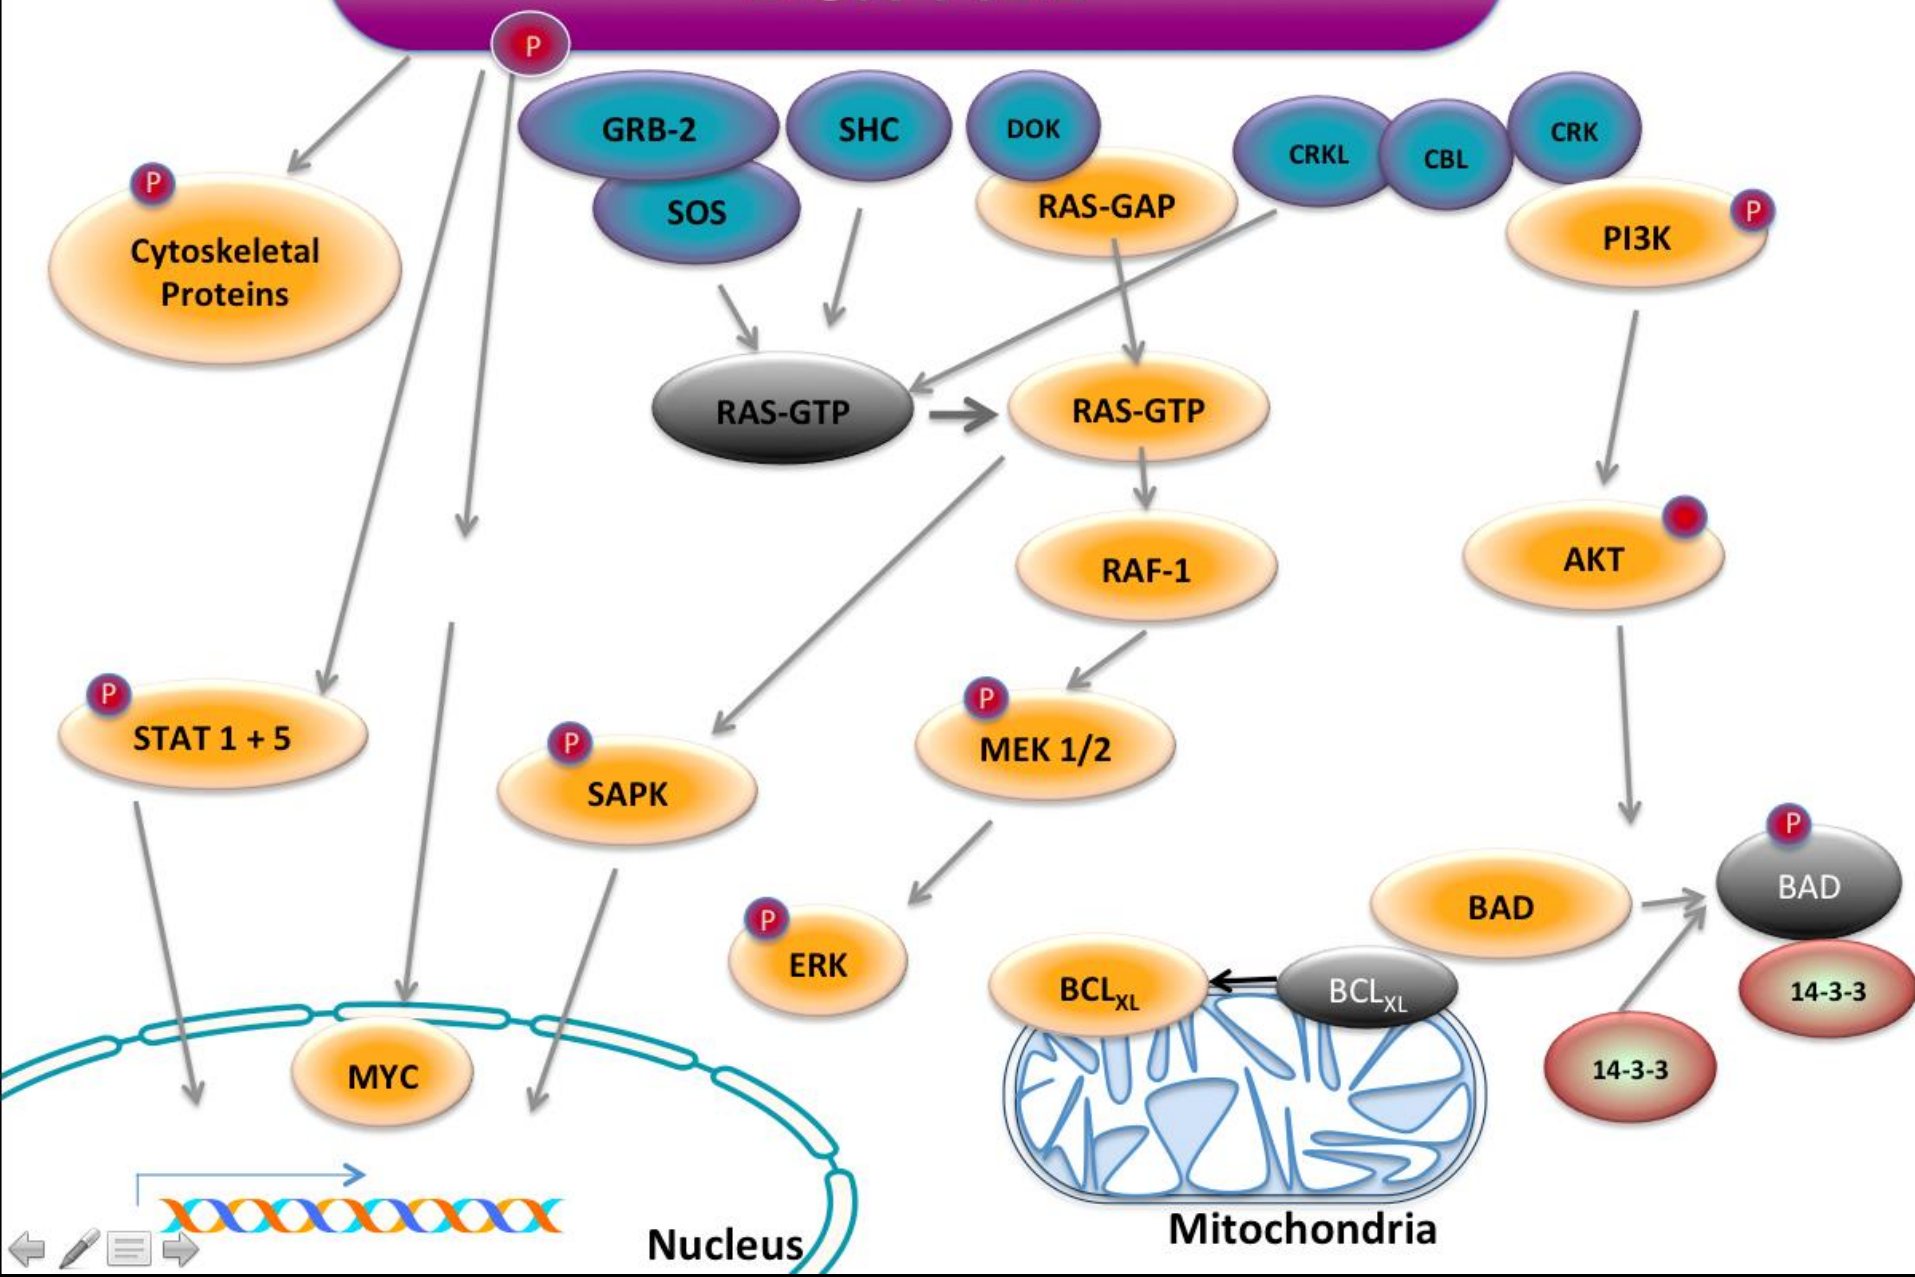 P
GRB-2
SHC
DOK
CRKL
CBL
CRK
P
Cytoskeletal
Proteins
SOS
RAS-GAP
PI3K
P
RAS-GTP
RAS-GTP
RAF-1
AKT
P
STAT 1 + 5
P
SAPK
P
MEK 1/2
P
ERK
BAD
P
BAD
BCLXL
BCLXL
14-3-3
14-3-3
MYC
Nucleus
Mitochondria